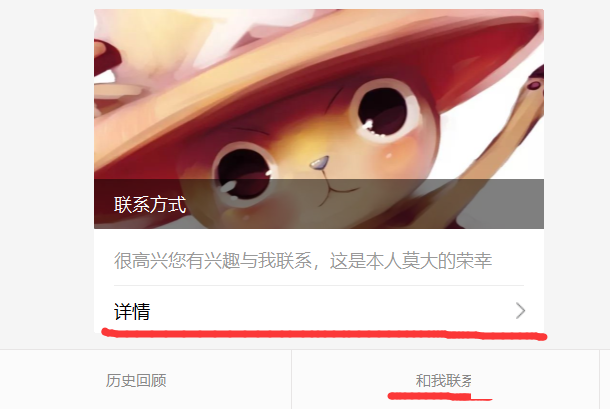 联系方式
很高兴您有兴趣与我联系，这是本人莫大的荣幸
详情
历史回顾
和我联